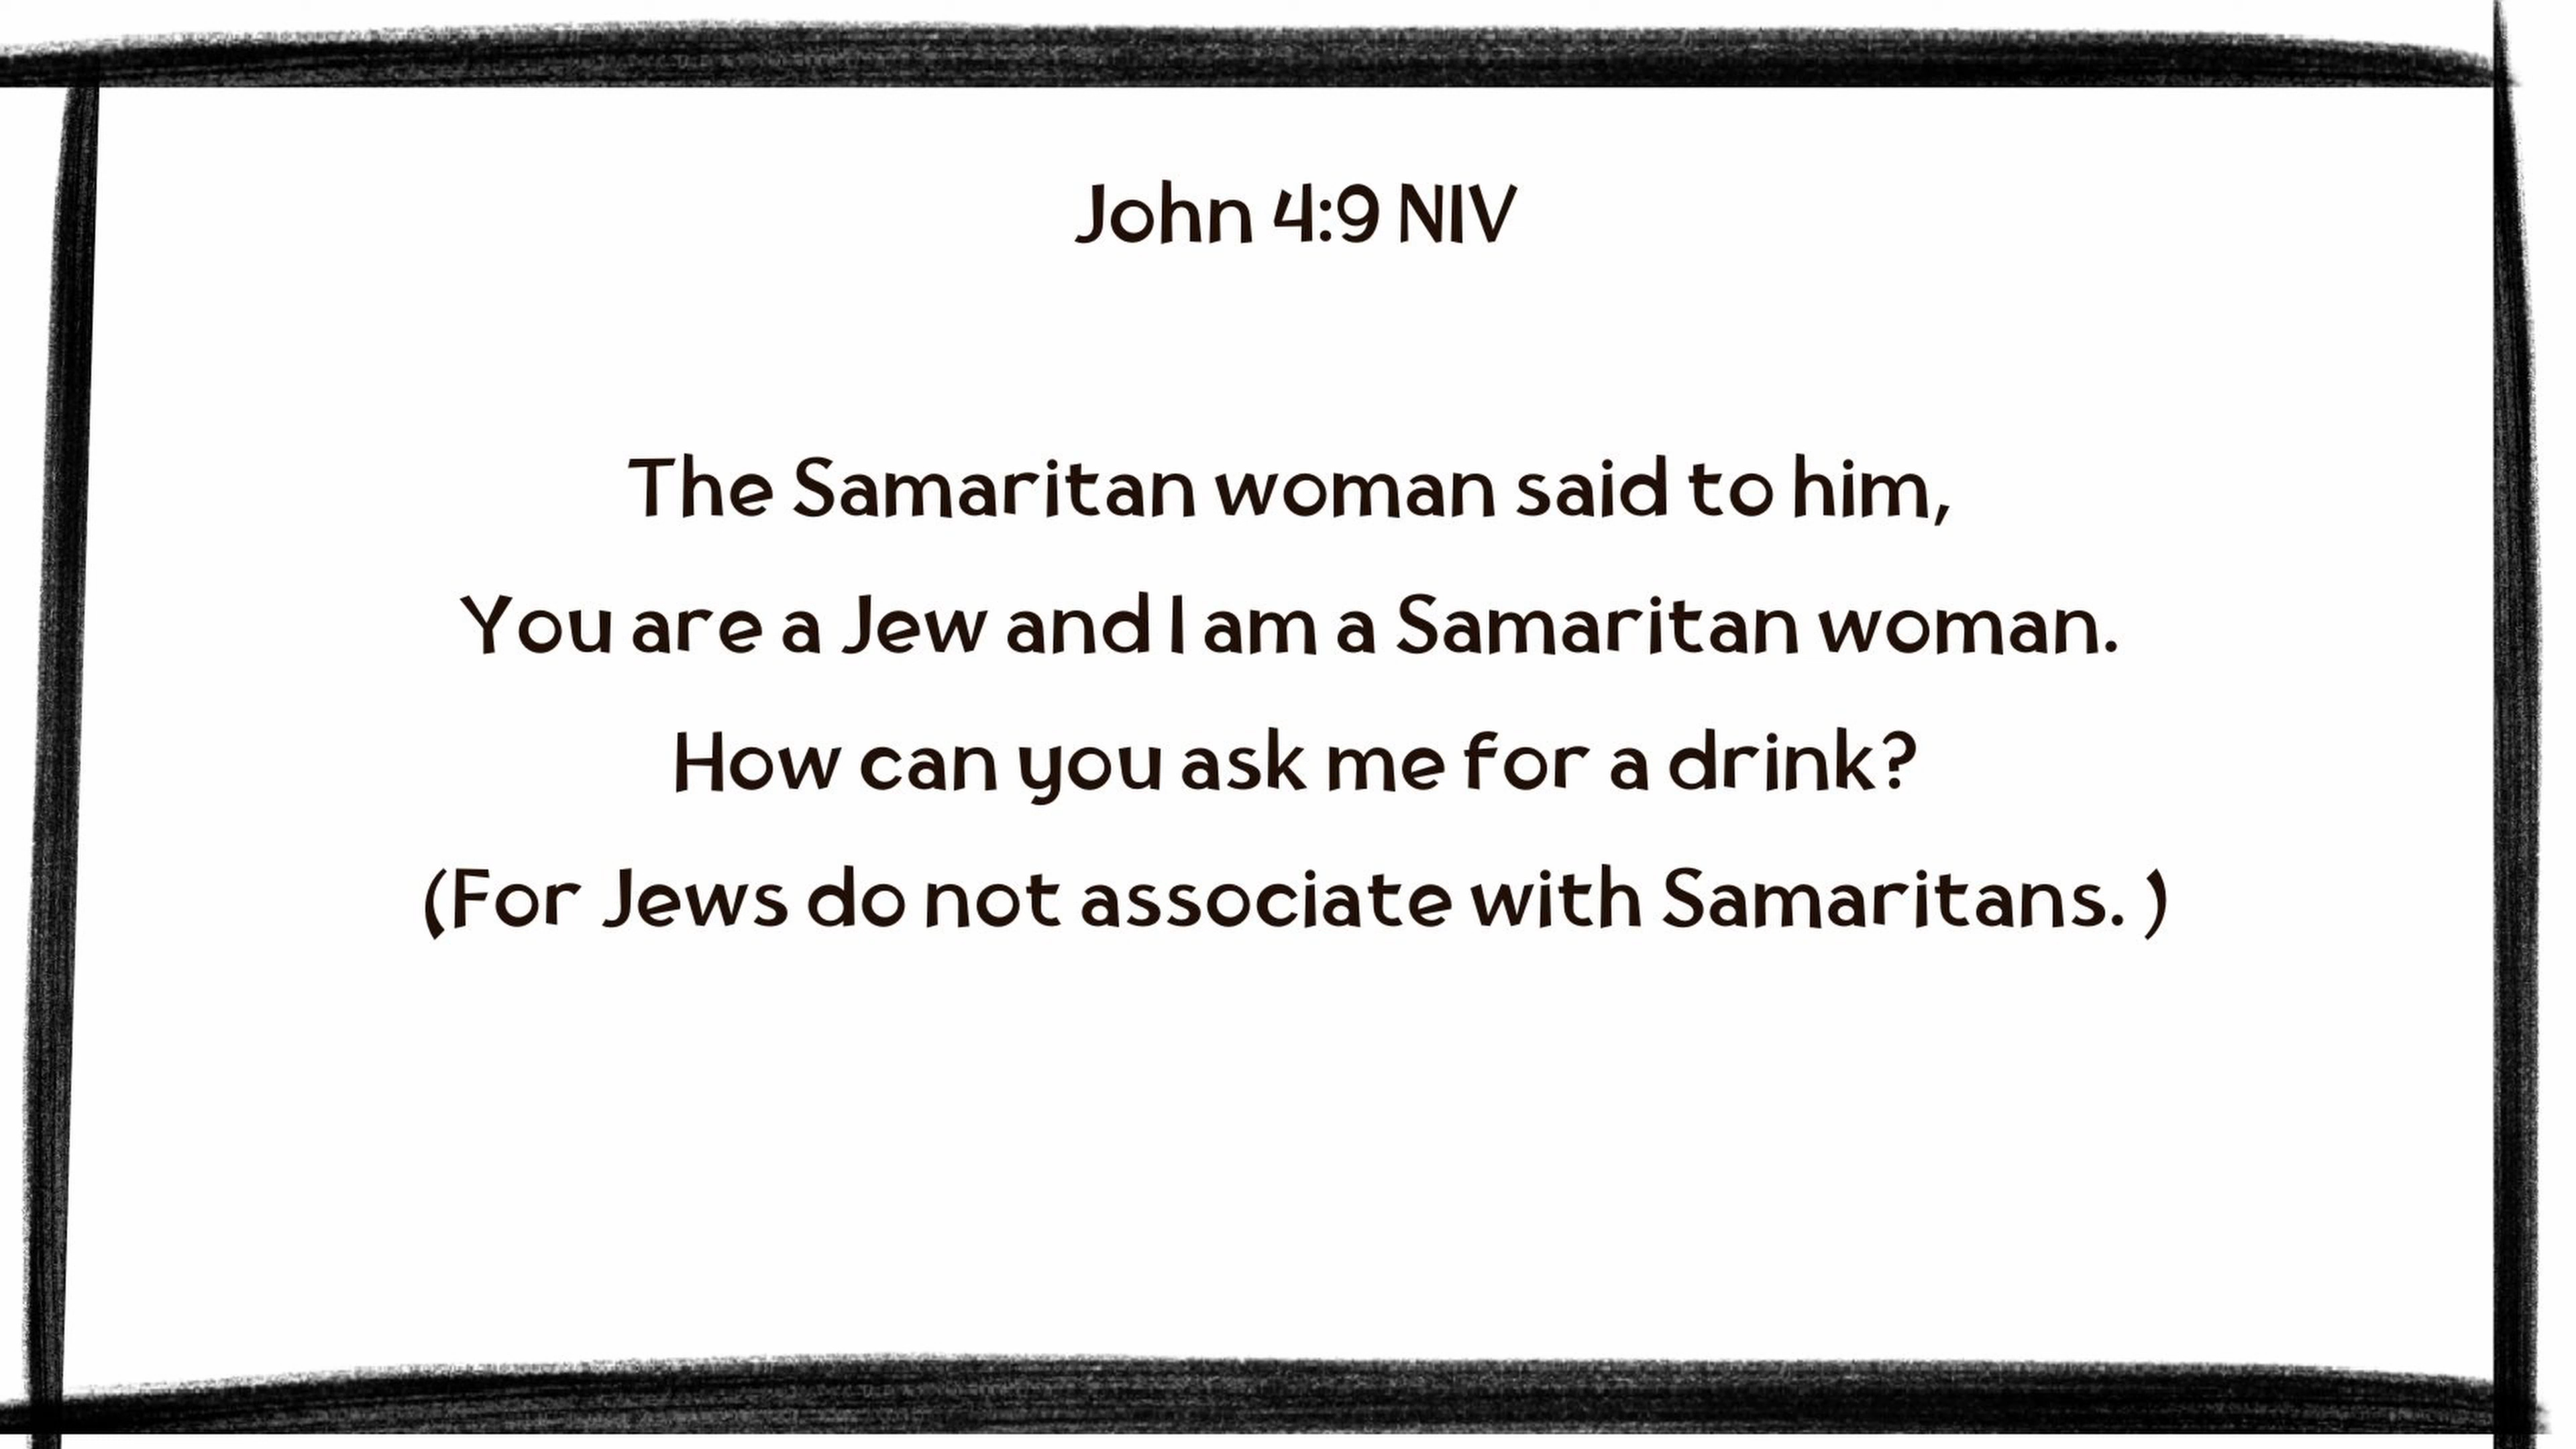 John 4:9 NIV
The Samaritan woman said to him,
You are a Jew and I am a Samaritan woman.
How can you ask me for a drink?
(For Jews do not associate with Samaritans. )